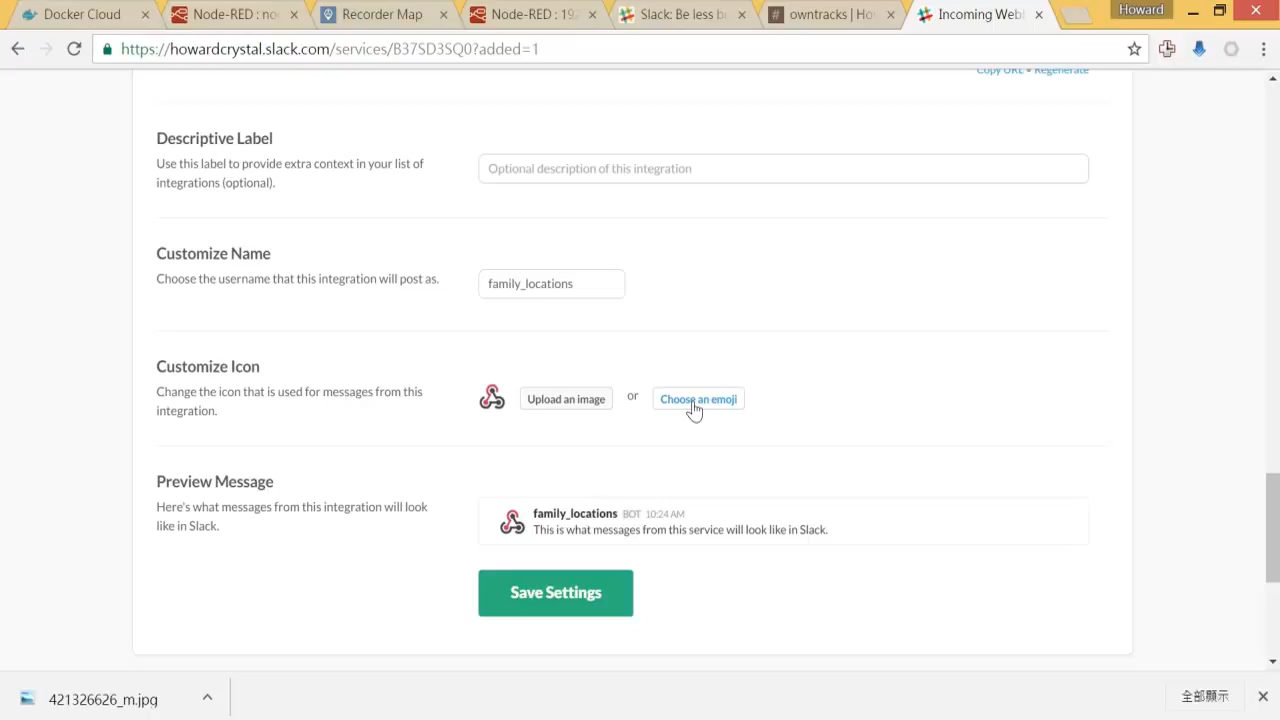 Docker Cloud
Node-RED : no
Recorder Map
Node-RED : 19
Slack: Be less b
owntracks | Ho
Incoming Web
Howard
https://howardcrystal.slack.com/services/B37SD3SQ0?added=1
Copy URL • Regenerate
Descriptive Label
Use this label to provide extra context in your list of
integrations (optional).
Optional description of this integration
Customize Name
Choose the username that this integration will post as.
family_locations
Customize Icon
Change the icon that is used for messages from this
integration.
Upload an image
or
Choose an emoji
Preview Message
Here's what messages from this integration will look
like in Slack.
family_locations BOT 10:24 AM
This is what messages from this service will look like in Slack.
Save Settings
421326626_m.jpg
全部顯示